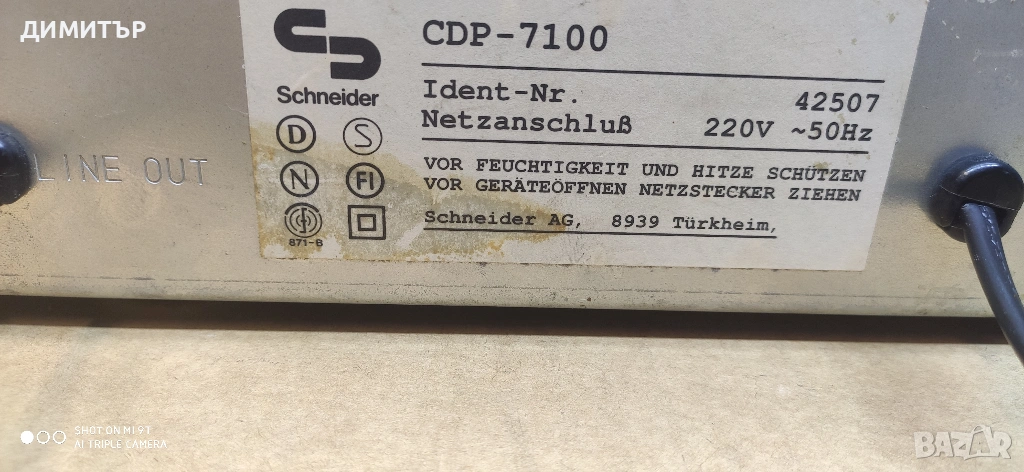 ДИМИТЪР
CDP-7100
Schneider
Ident-Nr. 42507
Netzanschluß 220V ~50Hz
D S
N FI
871-B
VOR FEUCHTIGKEIT UND HITZE SCHÜTZEN
VOR GERÄTEÖFFNEN NETZSTECKER ZIEHEN
Schneider AG, 8939 Türkheim,
LINE OUT
SHOT ON MI 9T
AI TRIPLE CAMERA
BAZAR